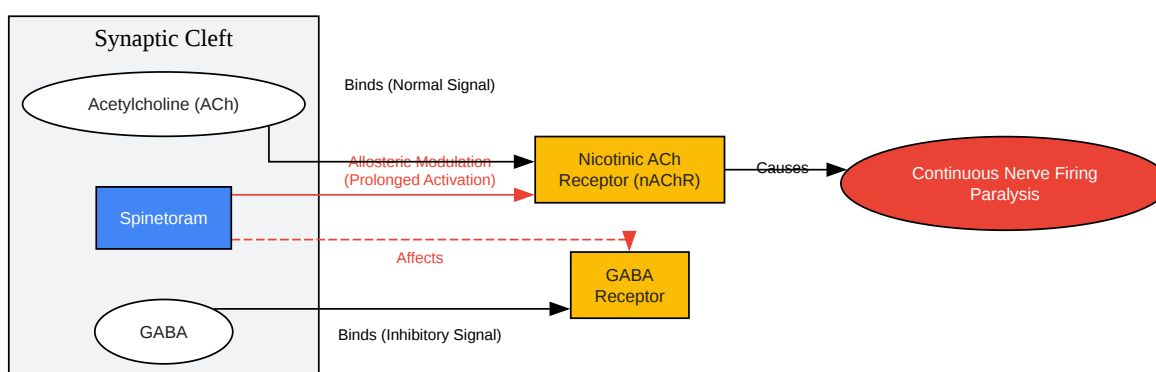 Synaptic Cleft
Acetylcholine (ACh)
Binds (Normal Signal)
Allosteric Modulation
(Prolonged Activation)
Nicotinic ACh
Receptor (nAChR)
Causes
Continuous Nerve Firing
Paralysis
Spinetoram
Affects
GABA
Receptor
GABA
Binds (Inhibitory Signal)